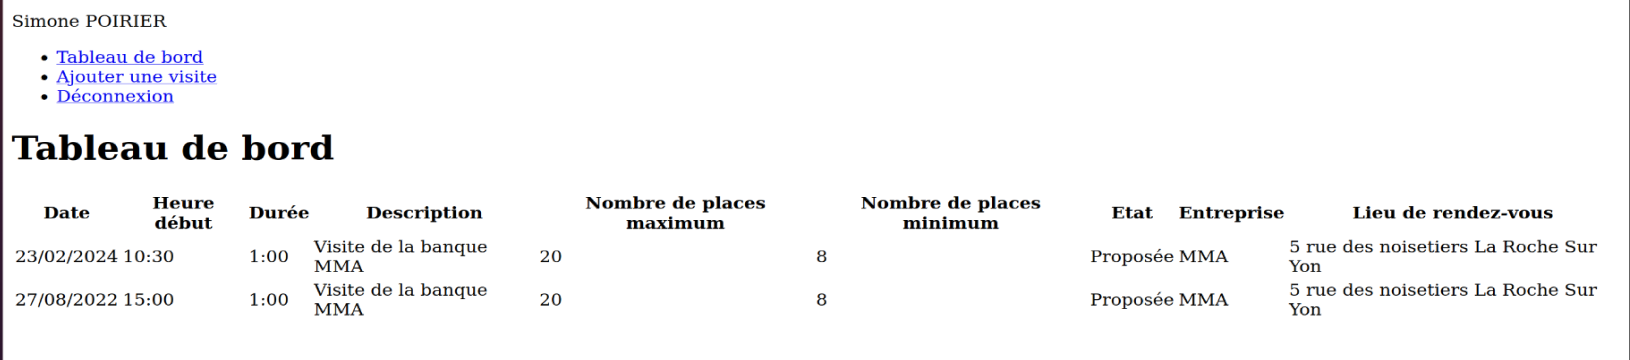 Simone POIRIER
Tableau de bord
Ajouter une visite
Déconnexion
Tableau de bord
Date Heure début Durée Description Nombre de places maximum Nombre de places minimum Etat Entreprise Lieu de rendez-vous
23/02/2024 10:30 1:00 Visite de la banque MMA 20 8 Proposée MMA 5 rue des noisetiers La Roche Sur Yon
27/08/2022 15:00 1:00 Visite de la banque MMA 20 8 Proposée MMA 5 rue des noisetiers La Roche Sur Yon